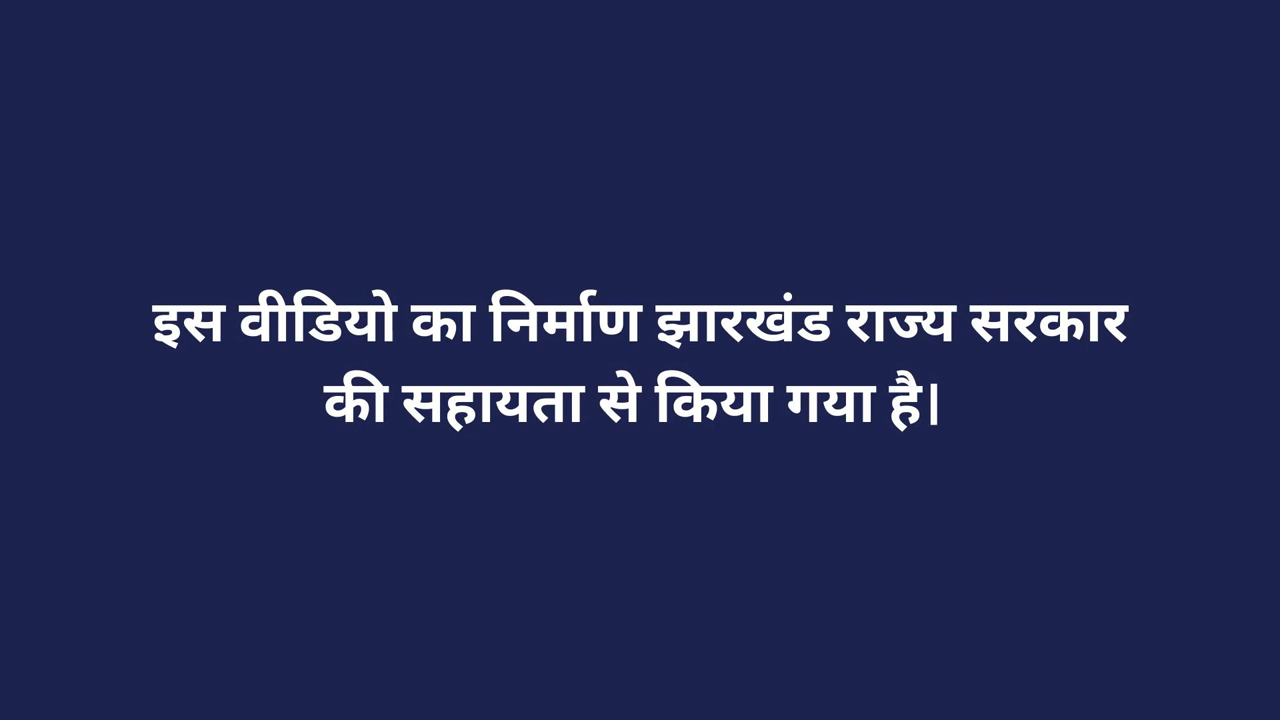 इस वीडियो का निर्माण झारखंड राज्य सरकार
की सहायता से किया गया है।